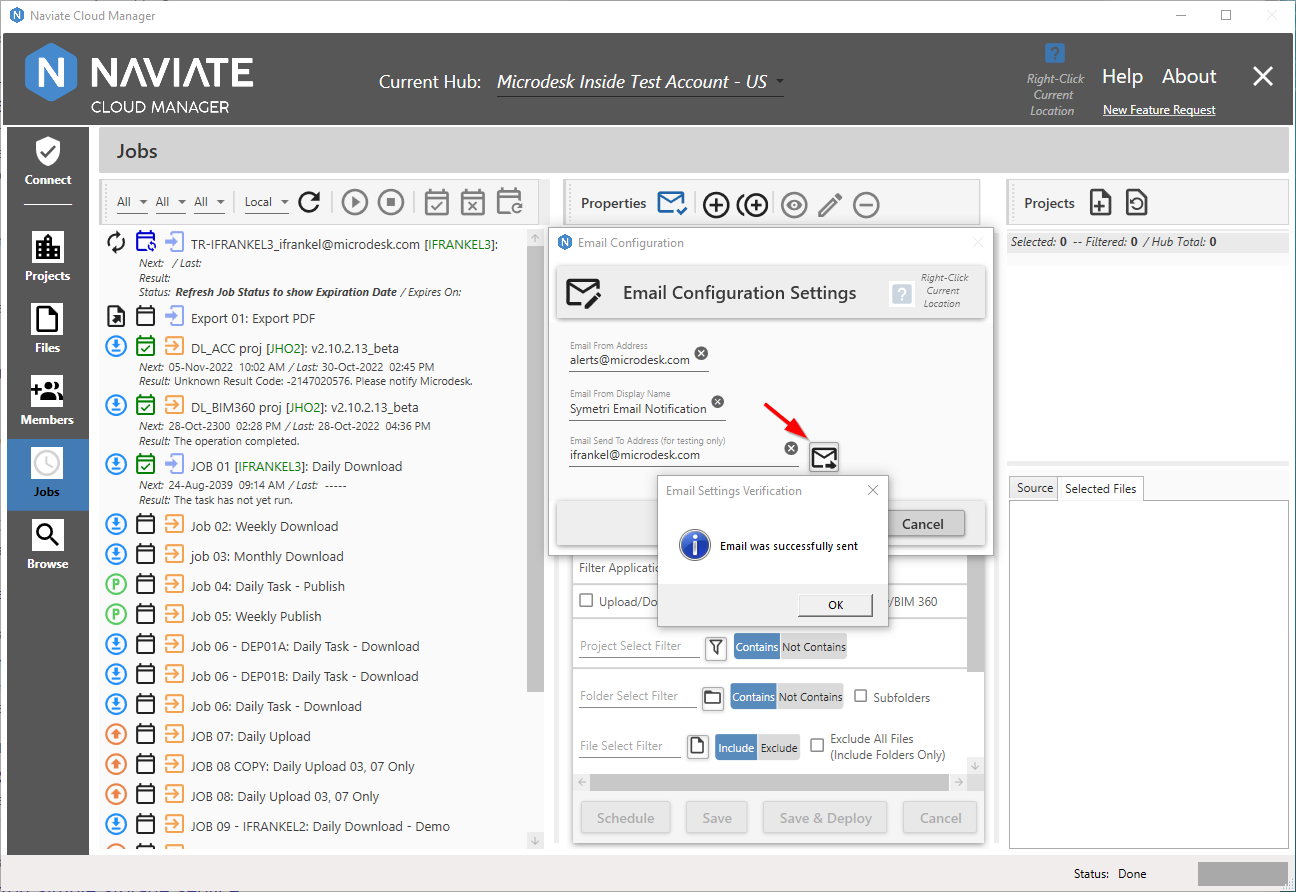 Naviate Cloud Manager
NAVIATE
CLOUD MANAGER
Current Hub: Microdesk Inside Test Account - US
?
Right-Click
Current
Location
Help About
New Feature Request
Connect
Projects
Files
Members
Jobs
Browse
Jobs
All All All Local
TR-IFRANKEL3_ifrankel@microdesk.com [IFRANKEL3]:
Next: / Last:
Result:
Status: Refresh Job Status to show Expiration Date / Expires On:
Export 01: Export PDF
DL_ACC proj [JHO2]: v2.10.2.13_beta
Next: 05-Nov-2022 10:02 AM / Last: 30-Oct-2022 02:45 PM
Result: Unknown Result Code: -2147020576. Please notify Microdesk.
DL_BIM360 proj [JHO2]: v2.10.2.13_beta
Next: 28-Oct-2300 02:28 PM / Last: 28-Oct-2022 04:36 PM
Result: The operation completed.
JOB 01 [IFRANKEL3]: Daily Download
Next: 24-Aug-2039 09:14 AM / Last: -----
Result: The task has not yet run.
Job 02: Weekly Download
job 03: Monthly Download
P Job 04: Daily Task - Publish
P Job 05: Weekly Publish
Job 06 - DEP01A: Daily Task - Download
Job 06 - DEP01B: Daily Task - Download
Job 06: Daily Task - Download
JOB 07: Daily Upload
JOB 08 COPY: Daily Upload 03, 07 Only
JOB 08: Daily Upload 03, 07 Only
JOB 09 - IFRANKEL2: Daily Download - Demo
Properties
Email Configuration
Email Configuration Settings
?
Right-Click
Current
Location
Email From Address
alerts@microdesk.com
Email From Display Name
Symetri Email Notification
Email Send To Address (for testing only)
ifrankel@microdesk.com
Cancel
Email Settings Verification
Email was successfully sent
OK
Filter Applicatio
Upload/Do
/BIM 360
Project Select Filter Contains Not Contains
Folder Select Filter Contains Not Contains Subfolders
File Select Filter Include Exclude Exclude All Files
(Include Folders Only)
Schedule Save Save & Deploy Cancel
Projects
Selected: 0 -- Filtered: 0 / Hub Total: 0
Source Selected Files
Status: Done